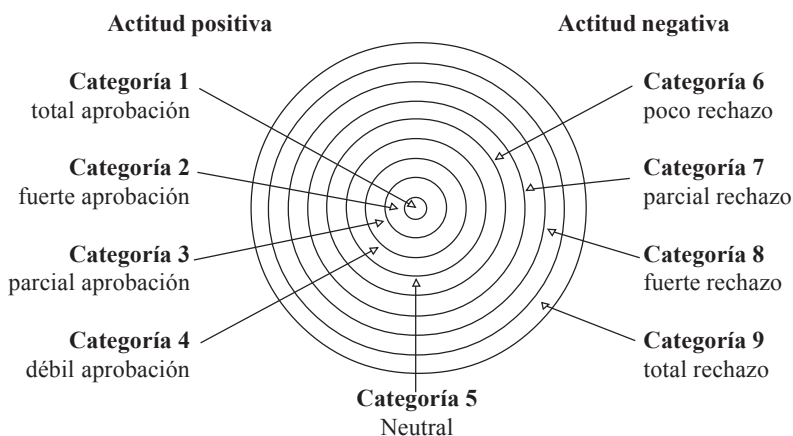 Actitud positiva
Actitud negativa
Categoría 1
total aprobación
Categoría 2
fuerte aprobación
Categoría 3
parcial aprobación
Categoría 4
débil aprobación
Categoría 5
Neutral
Categoría 6
poco rechazo
Categoría 7
parcial rechazo
Categoría 8
fuerte rechazo
Categoría 9
total rechazo